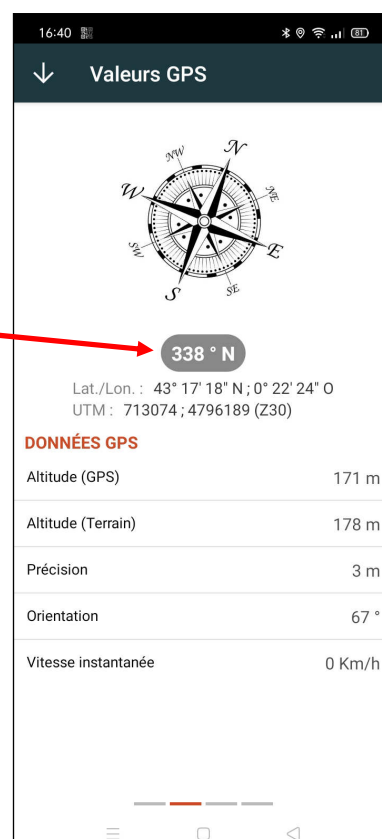 16:40 81
Valeurs GPS
N
NW
NE
W
E
SW
SE
S
338 ° N
Lat./Lon. : 43° 17' 18" N ; 0° 22' 24" O
UTM : 713074 ; 4796189 (Z30)
DONNÉES GPS
Altitude (GPS) 171 m
Altitude (Terrain) 178 m
Précision 3 m
Orientation 67 °
Vitesse instantanée 0 Km/h